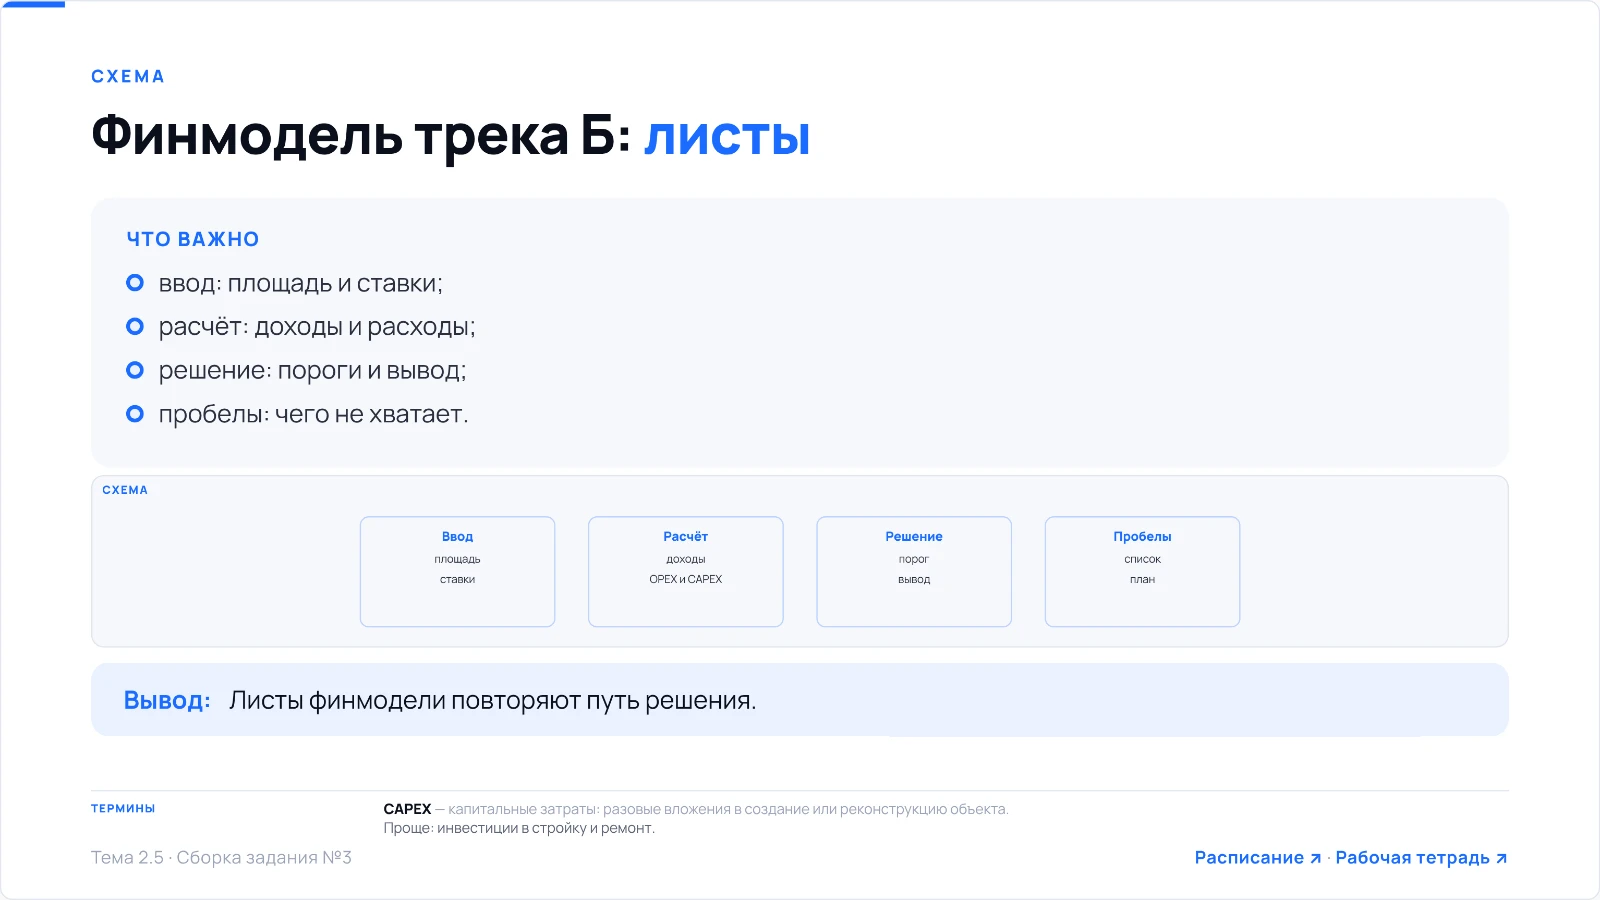 СХЕМА
Финмодель трека Б: листы
ЧТО ВАЖНО
ввод: площадь и ставки;
расчёт: доходы и расходы;
решение: пороги и вывод;
пробелы: чего не хватает.
СХЕМА
Ввод
площадь
ставки
Расчёт
доходы
OPEX и CAPEX
Решение
порог
вывод
Пробелы
список
план
Вывод: Листы финмодели повторяют путь решения.
ТЕРМИНЫ
CAPEX — капитальные затраты: разовые вложения в создание или реконструкцию объекта.
Проще: инвестиции в стройку и ремонт.
Тема 2.5 · Сборка задания №3
Расписание ↗ · Рабочая тетрадь ↗